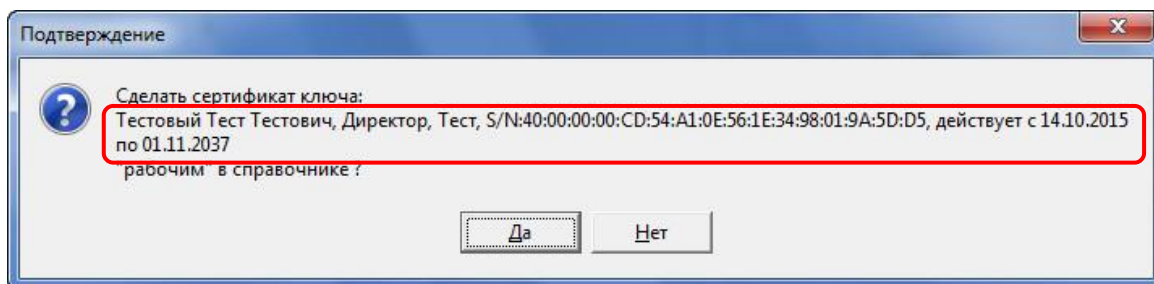 Подтверждение
Сделать сертификат ключа:
Тестовый Тест Тестович, Директор, Тест, S/N:40:00:00:00:CD:54:A1:0E:56:1E:34:98:01:9A:5D:D5, действует с 14.10.2015
по 01.11.2037
"рабочим" в справочнике ?
Да
Нет